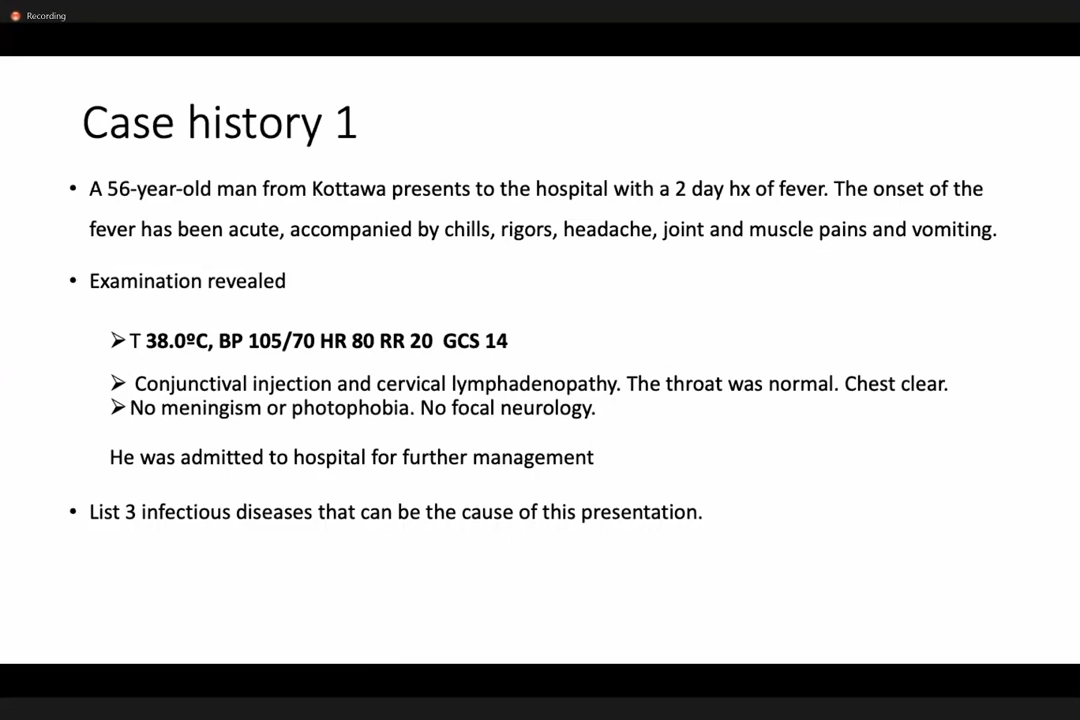 Recording
Case history 1
• A 56-year-old man from Kottawa presents to the hospital with a 2 day hx of fever. The onset of the
fever has been acute, accompanied by chills, rigors, headache, joint and muscle pains and vomiting.
• Examination revealed
➢T 38.0ºC, BP 105/70 HR 80 RR 20 GCS 14
➢ Conjunctival injection and cervical lymphadenopathy. The throat was normal. Chest clear.
➢No meningism or photophobia. No focal neurology.
He was admitted to hospital for further management
• List 3 infectious diseases that can be the cause of this presentation.